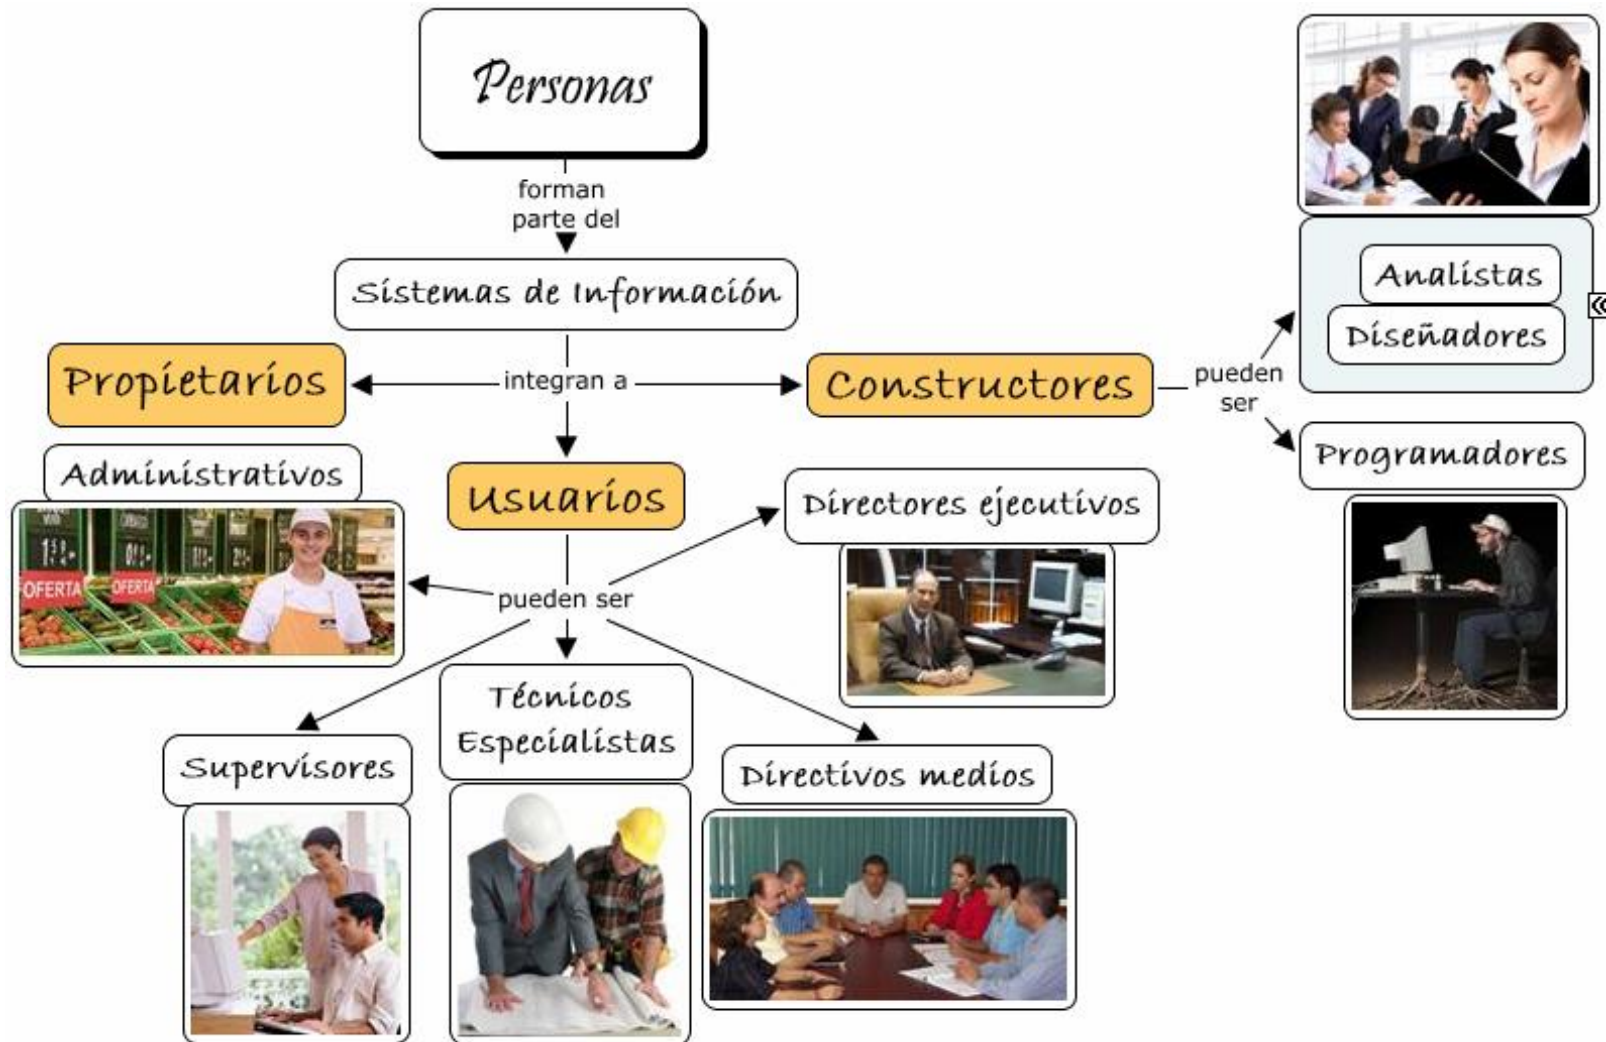 Personas
forman
parte del
Sistemas de Información
Propietarios
integran a
Constructores
pueden
ser
Analistas
Diseñadores
Programadores
Administrativos
OFERTA
OFERTA
Usuarios
pueden ser
Directores ejecutivos
Supervisores
Técnicos
Especialistas
Directivos medios